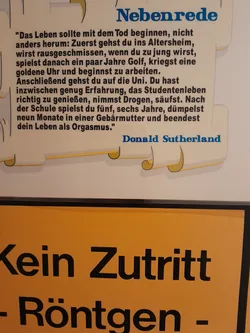 Nebenrede
"Das Leben sollte mit dem Tod beginnen, nicht
anders herum: Zuerst gehst du ins Altersheim,
wirst rausgeschmissen, wenn du zu jung wirst,
spielst danach ein paar Jahre Golf, kriegst eine
goldene Uhr und beginnst zu arbeiten.
Anschließend gehst du auf die Uni. Du hast
inzwischen genug Erfahrung, das Studentenleben
richtig zu genießen, nimmst Drogen, säufst. Nach
der Schule spielst du fünf, sechs Jahre, dümpelst
neun Monate in einer Gebärmutter und beendest
dein Leben als Orgasmus."
Donald Sutherland
Kein Zutritt
- Röntgen -